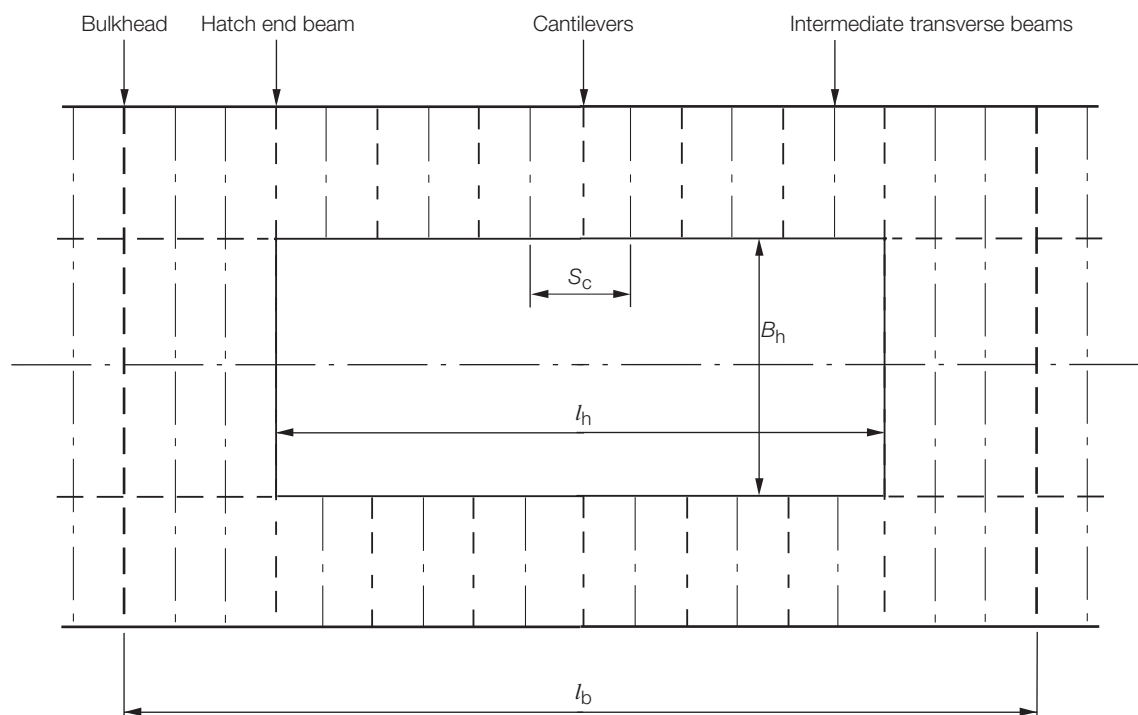 Bulkhead
Hatch end beam
Cantilevers
Intermediate transverse beams
Sc
Bh
lh
lb